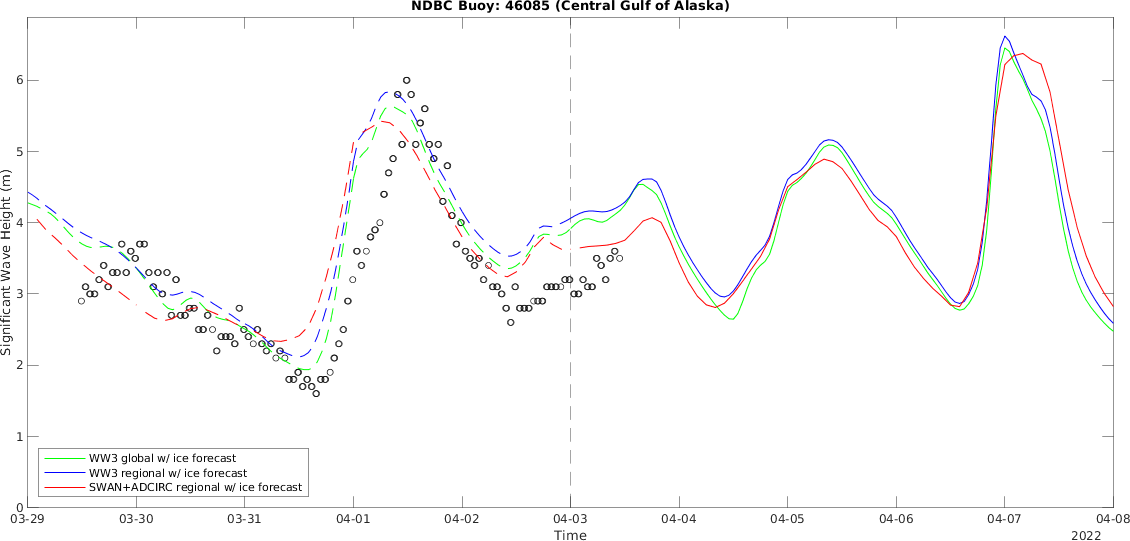 NDBC Buoy: 46085 (Central Gulf of Alaska)
Significant Wave Height (m)
6
5
4
3
2
1
0
WW3 global w/ ice forecast
WW3 regional w/ ice forecast
SWAN+ADCIRC regional w/ ice forecast
03-29 03-30 03-31 04-01 04-02 04-03 04-04 04-05 04-06 04-07 04-08
Time
2022